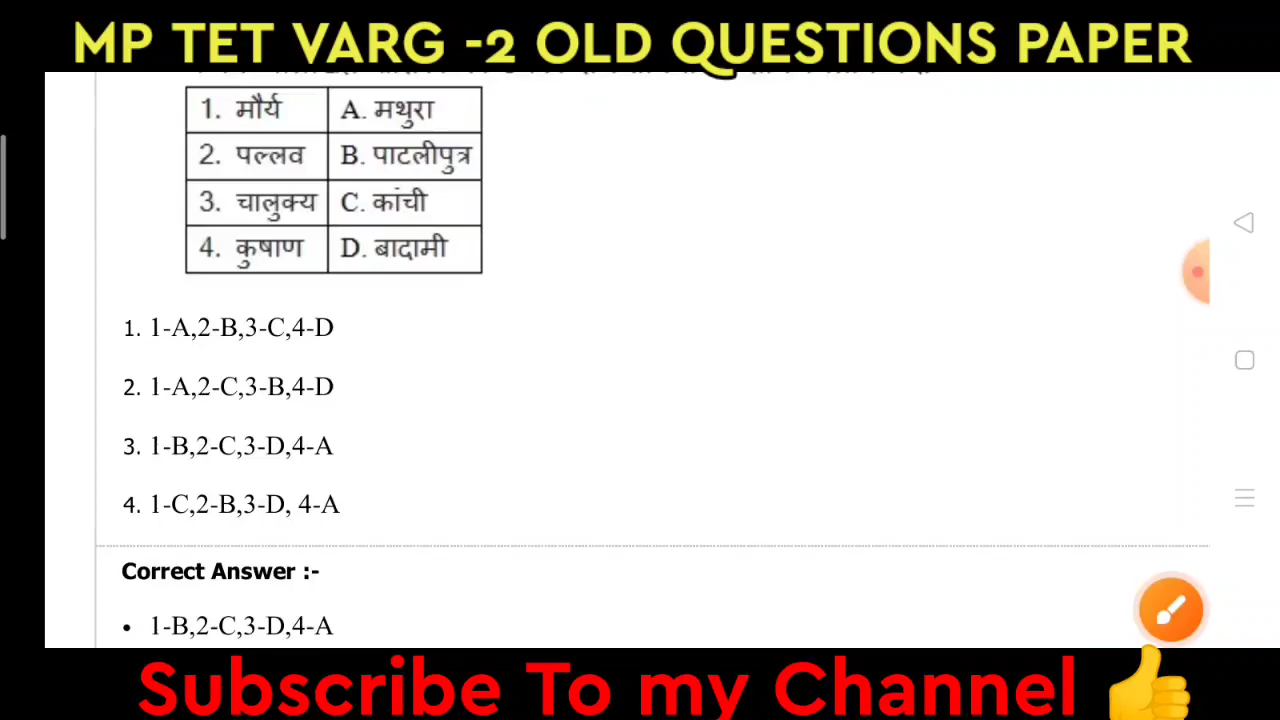 MP TET VARG -2 OLD QUESTIONS PAPER
1. मौर्य A. मथुरा
2. पल्लव B. पाटलीपुत्र
3. चालुक्य C. कांची
4. कुषाण D. बादामी
1. 1-A,2-B,3-C,4-D
2. 1-A,2-C,3-B,4-D
3. 1-B,2-C,3-D,4-A
4. 1-C,2-B,3-D, 4-A
Correct Answer :-
• 1-B,2-C,3-D,4-A
Subscribe To my Channel